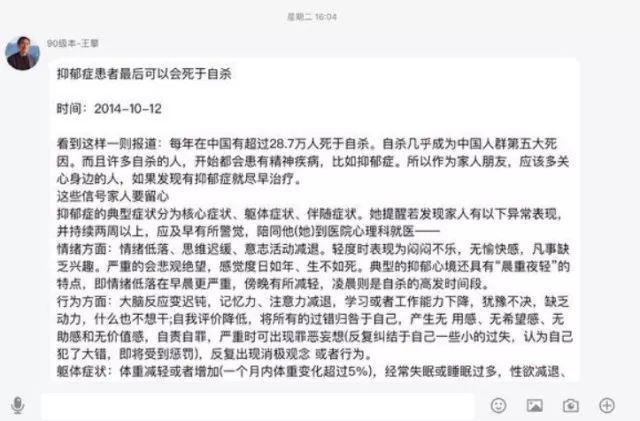 星期二 16:04
90级本-王攀
抑郁症患者最后可以会死于自杀
时间：2014-10-12
看到这样一则报道：每年在中国有超过28.7万人死于自杀。自杀几乎成为中国人群第五大死
因。而且许多自杀的人，开始都会患有精神疾病，比如抑郁症。所以作为家人朋友，应该多关
心身边的人，如果发现有抑郁症就尽早治疗。
这些信号家人要留心
抑郁症的典型症状分为核心症状、躯体症状、伴随症状。她提醒若发现家人有以下异常表现，
并持续两周以上，应及早有所警觉，陪同他(她)到医院心理科就医——
情绪方面：情绪低落、思维迟缓、意志活动减退。轻度时表现为闷闷不乐，无愉快感，凡事缺
乏兴趣。严重的会悲观绝望，感觉度日如年、生不如死。典型的抑郁心境还具有“晨重夜轻”的
特点，即情绪低落在早晨更严重，傍晚有所减轻，凌晨则是自杀的高发时间段。
行为方面：大脑反应变迟钝，记忆力、注意力减退，学习或者工作能力下降，犹豫不决，缺乏
动力，什么也不想干;自我评价降低，将所有的过错归咎于自己，产生无 用感、无希望感、无
助感和无价值感，自责自罪，严重时可出现罪恶妄想(反复纠结于自己一些小的过失，认为自己
犯了大错，即将受到惩罚)，反复出现消极观念 或者行为。
躯体症状：体重减轻或者增加(一个月内体重变化超过5%)，经常失眠或睡眠过多，性欲减退、